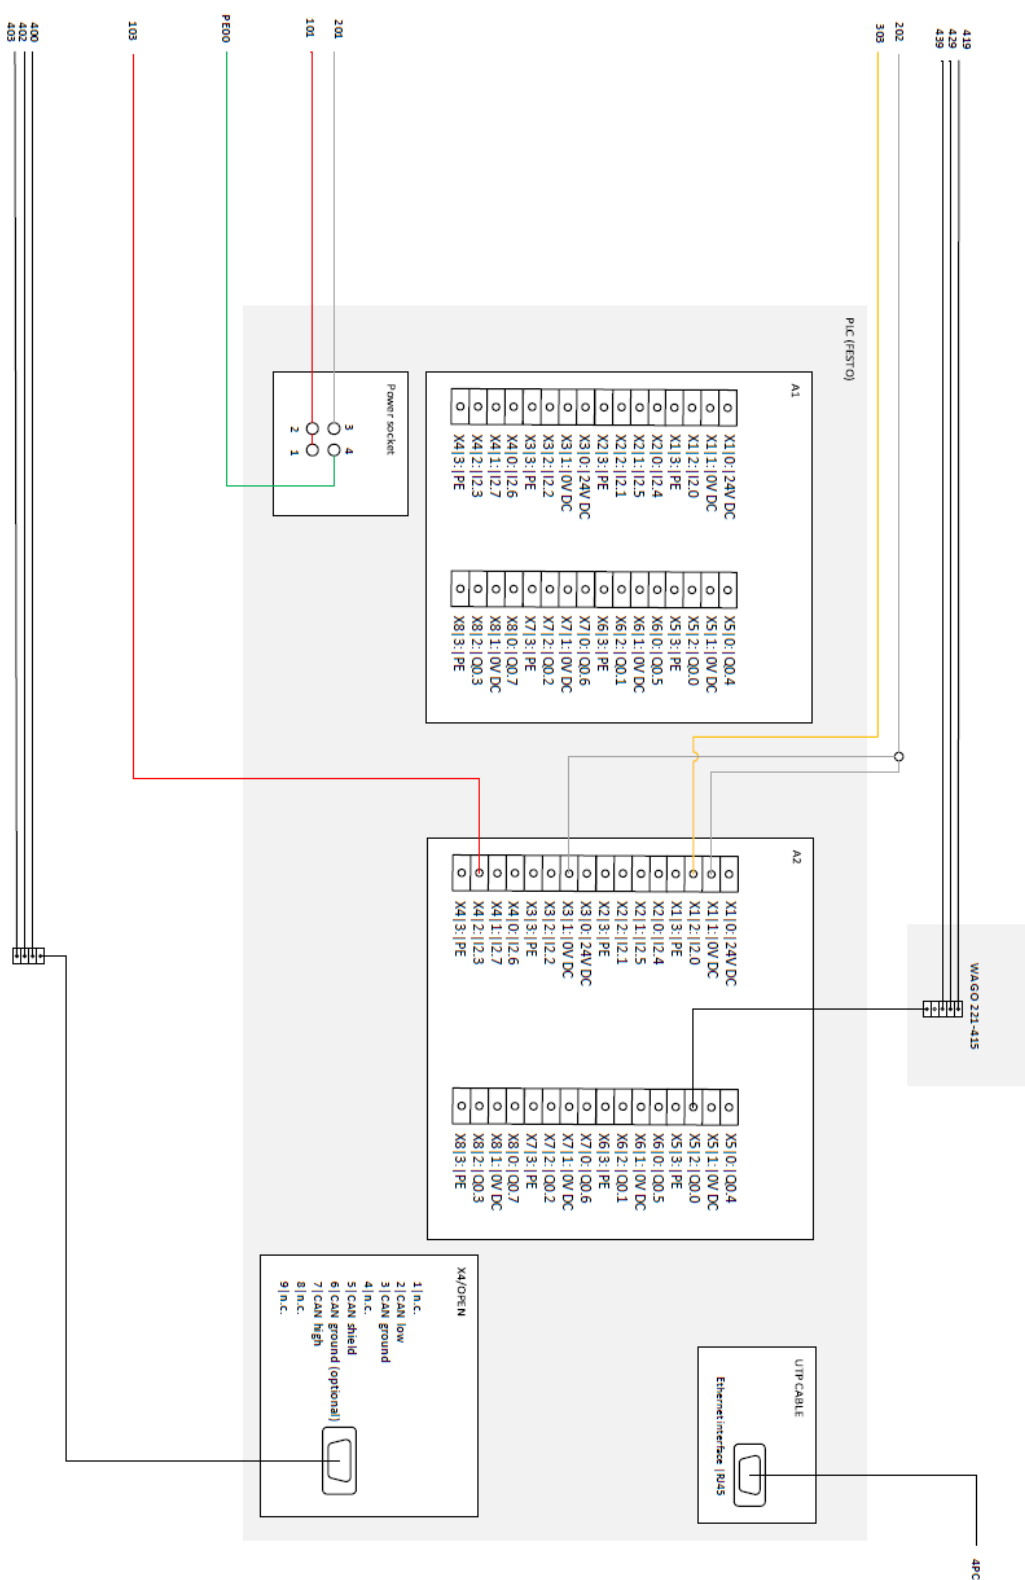 403
402
400
103
PE00
101
201
303
202
439
429
419
PLC (FESTO)
Power socket
3
4
2
1
A1
X1|0:|24V DC
X1|1:|0V DC
X1|2:|I2.0
X1|3:|PE
X2|0:|I2.4
X2|1:|I2.5
X2|2:|I2.1
X2|3:|PE
X3|0:|24V DC
X3|1:|0V DC
X3|2:|I2.2
X3|3:|PE
X4|0:|I2.6
X4|1:|I2.7
X4|2:|I2.3
X4|3:|PE
X5|0:|Q0.4
X5|1:|0V DC
X5|2:|Q0.0
X5|3:|PE
X6|0:|Q0.5
X6|1:|0V DC
X6|2:|Q0.1
X6|3:|PE
X7|0:|Q0.6
X7|1:|0V DC
X7|2:|Q0.2
X7|3:|PE
X8|0:|Q0.7
X8|1:|0V DC
X8|2:|Q0.3
X8|3:|PE
A2
X1|0:|24V DC
X1|1:|0V DC
X1|2:|I2.0
X1|3:|PE
X2|0:|I2.4
X2|1:|I2.5
X2|2:|I2.1
X2|3:|PE
X3|0:|24V DC
X3|1:|0V DC
X3|2:|I2.2
X3|3:|PE
X4|0:|I2.6
X4|1:|I2.7
X4|2:|I2.3
X4|3:|PE
X5|0:|Q0.4
X5|1:|0V DC
X5|2:|Q0.0
X5|3:|PE
X6|0:|Q0.5
X6|1:|0V DC
X6|2:|Q0.1
X6|3:|PE
X7|0:|Q0.6
X7|1:|0V DC
X7|2:|Q0.2
X7|3:|PE
X8|0:|Q0.7
X8|1:|0V DC
X8|2:|Q0.3
X8|3:|PE
WAGO 221-415
X4/OPEN
1|n.c.
2|CAN low
3|CAN ground
4|n.c.
5|CAN shield
6|CAN ground (optional)
7|CAN high
8|n.c.
9|n.c.
UTP CABLE
Ethernet interface |RJ45
4PC